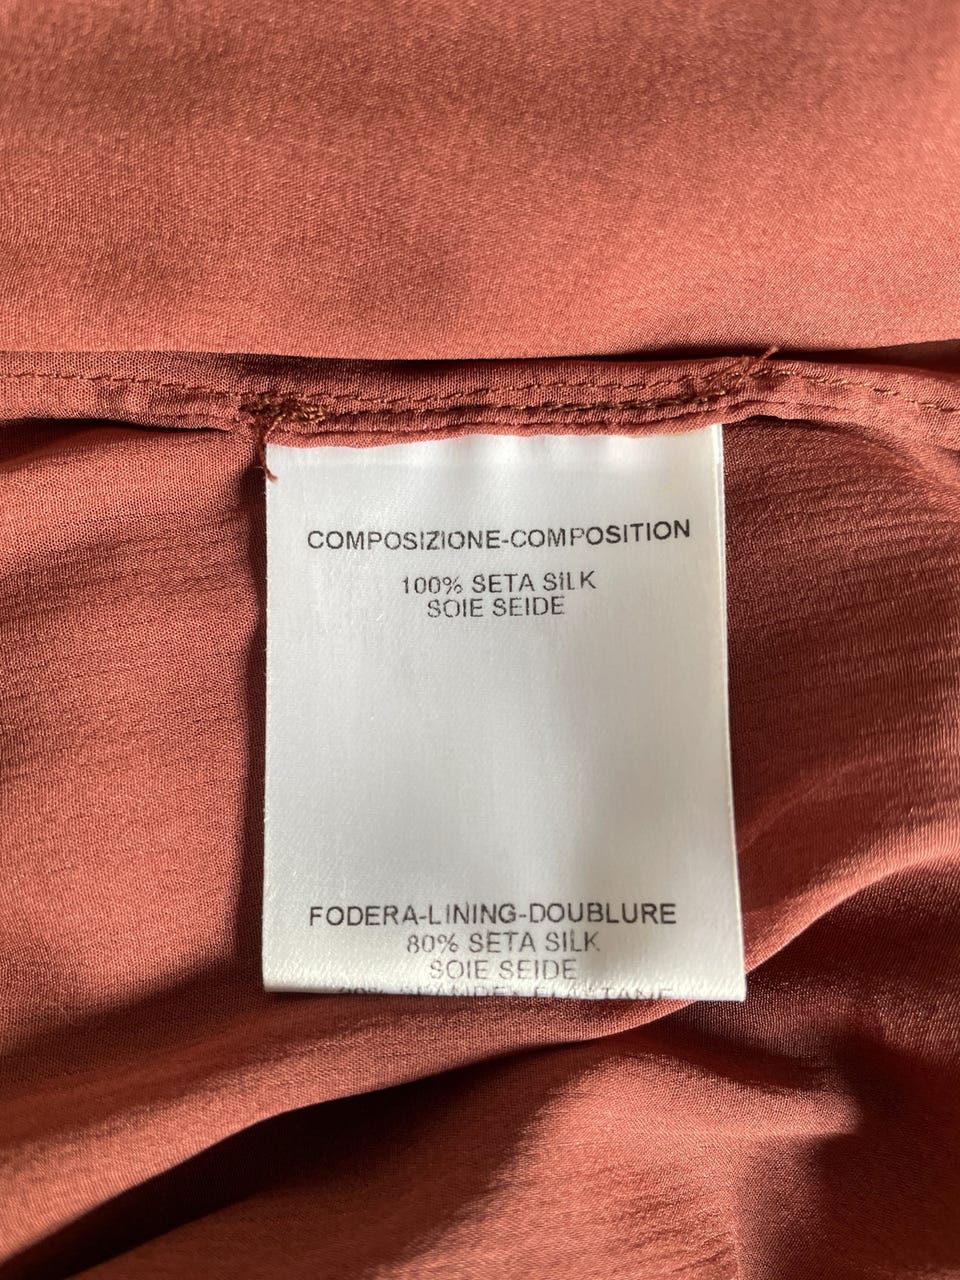 COMPOSIZIONE-COMPOSITION
100% SETA SILK
SOIE SEIDE
FODERA-LINING-DOUBLURE
80% SETA SILK
SOIE SEIDE